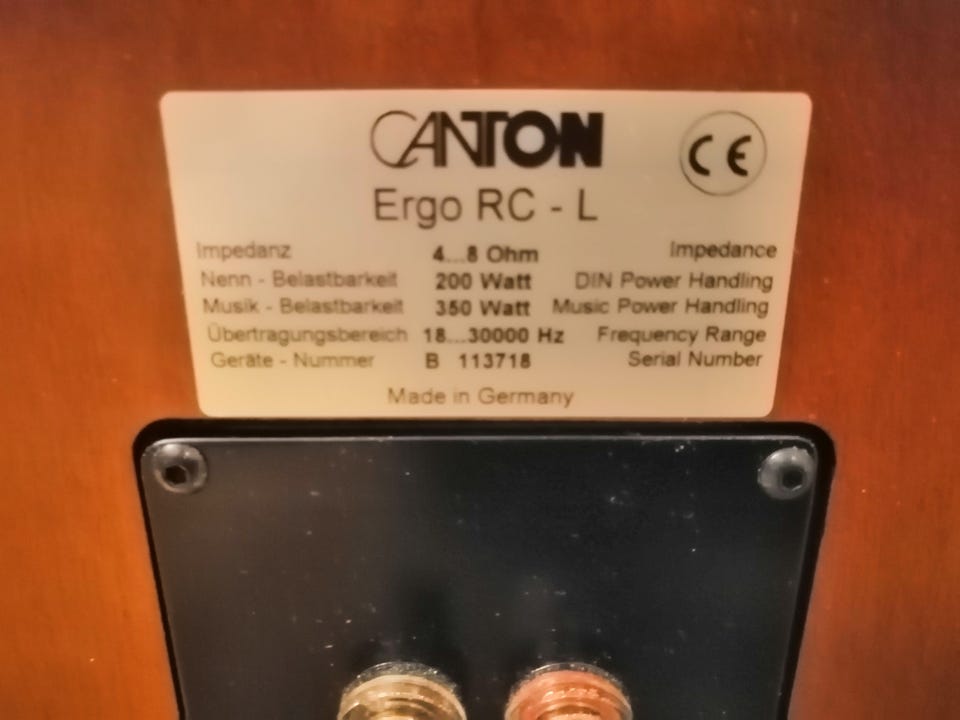 CANTON
CE
Ergo RC - L
Impedanz 4...8 Ohm Impedance
Nenn - Belastbarkeit 200 Watt DIN Power Handling
Musik - Belastbarkeit 350 Watt Music Power Handling
Übertragungsbereich 18...30000 Hz Frequency Range
Geräte - Nummer B 113718 Serial Number
Made in Germany